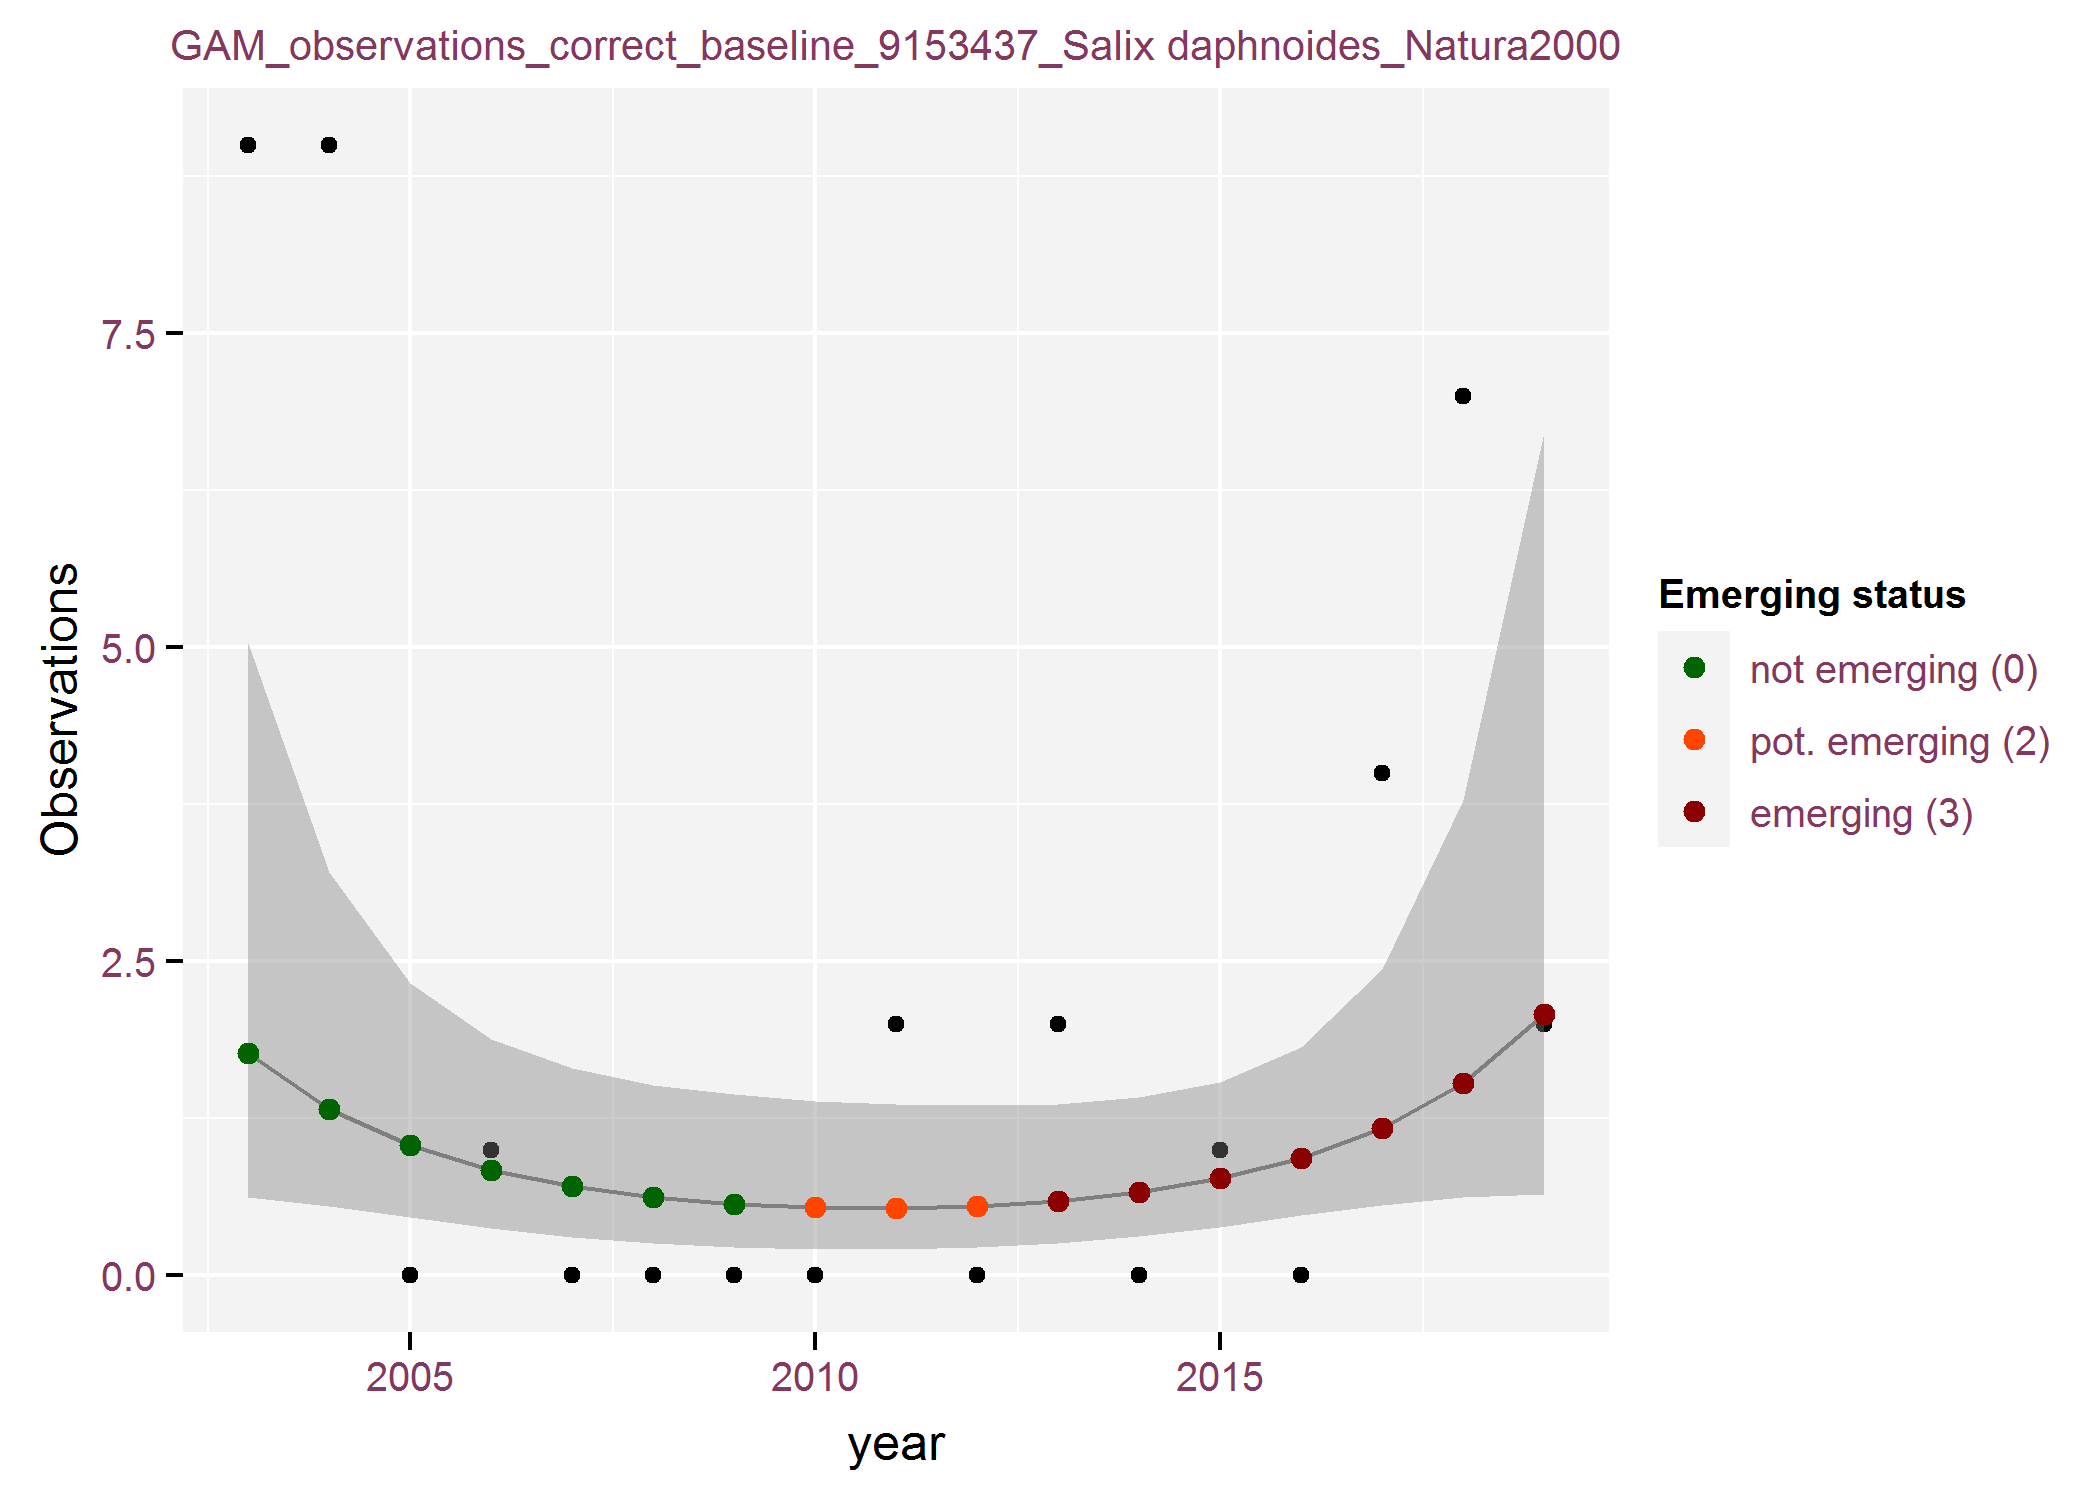 GAM_observations_correct_baseline_9153437_Salix daphnoides_Natura2000
Observations
7.5
5.0
2.5
0.0
2005
2010
2015
year
Emerging status
not emerging (0)
pot. emerging (2)
emerging (3)